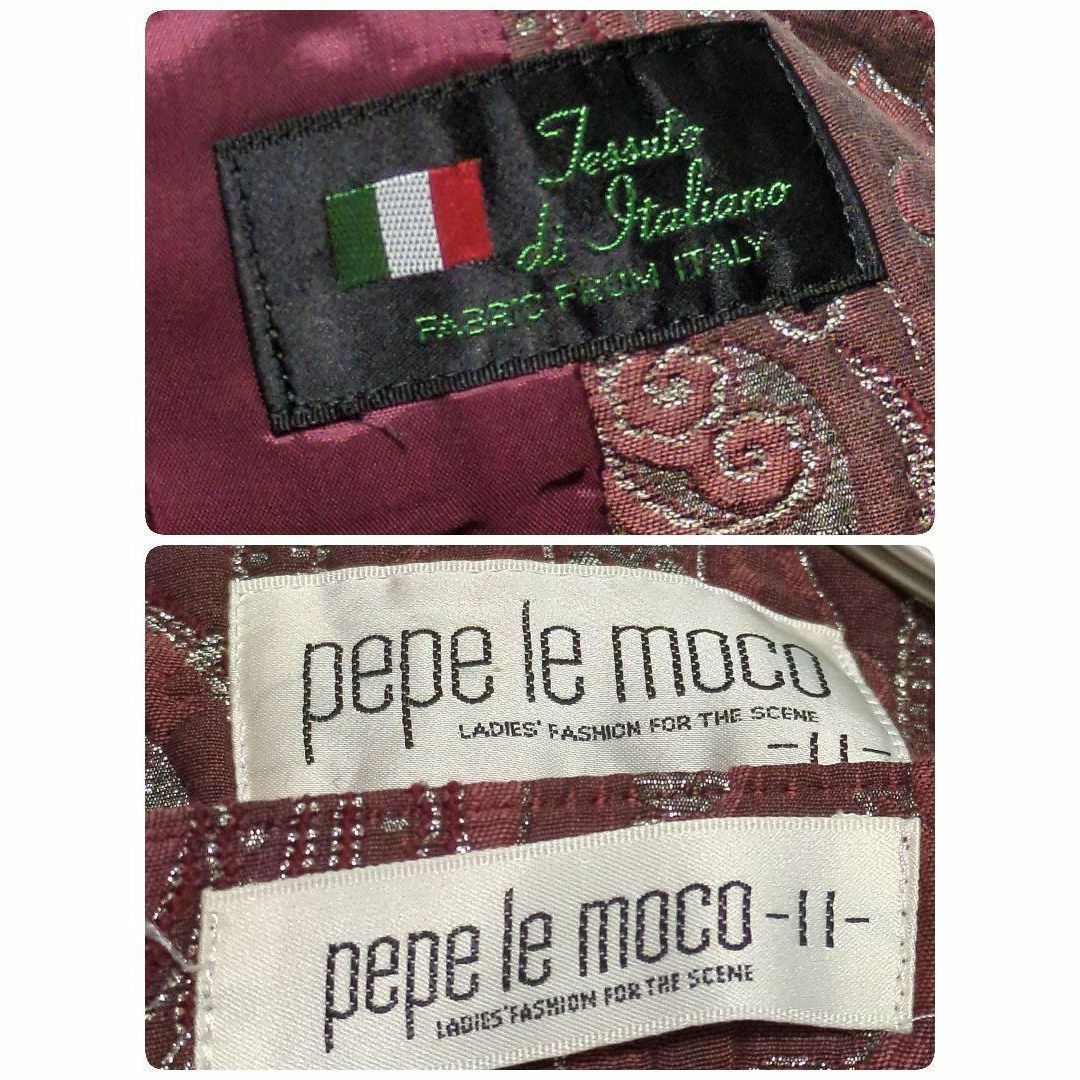 Tessuto
di Italiano
FABRIC FROM ITALY
pepe le moco
LADIES' FASHION FOR THE SCENE
-11-
pepe le moco -11-
LADIES' FASHION FOR THE SCENE